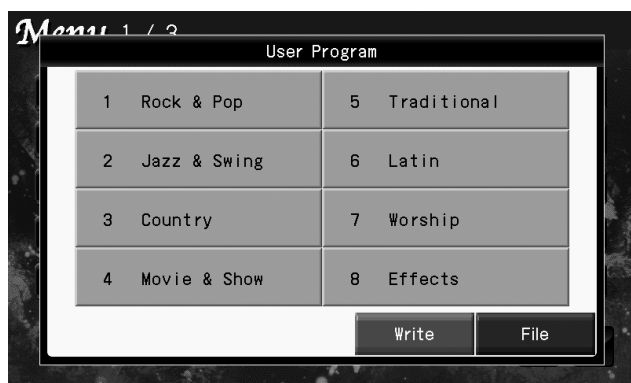 Menu 1 / 3
User Program
1 Rock & Pop
2 Jazz & Swing
3 Country
4 Movie & Show
5 Traditional
6 Latin
7 Worship
8 Effects
Write
File